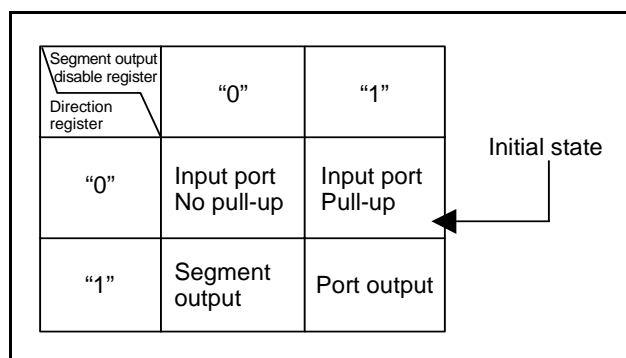 Segment output
disable register
Direction
register
“0”
“1”
Initial state
“0”
Input port
No pull-up
Input port
Pull-up
“1”
Segment
output
Port output